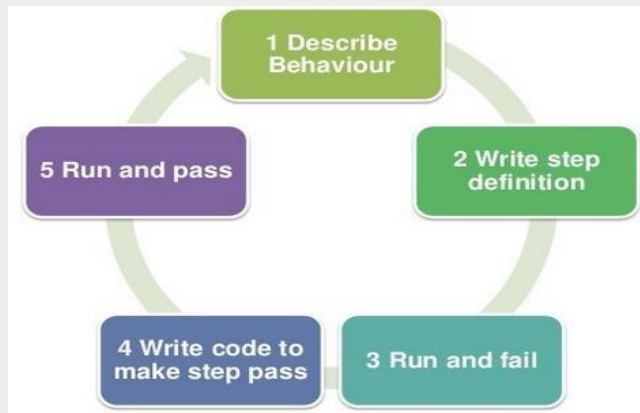 1 Describe
Behaviour
2 Write step
definition
3 Run and fail
4 Write code to
make step pass
5 Run and pass